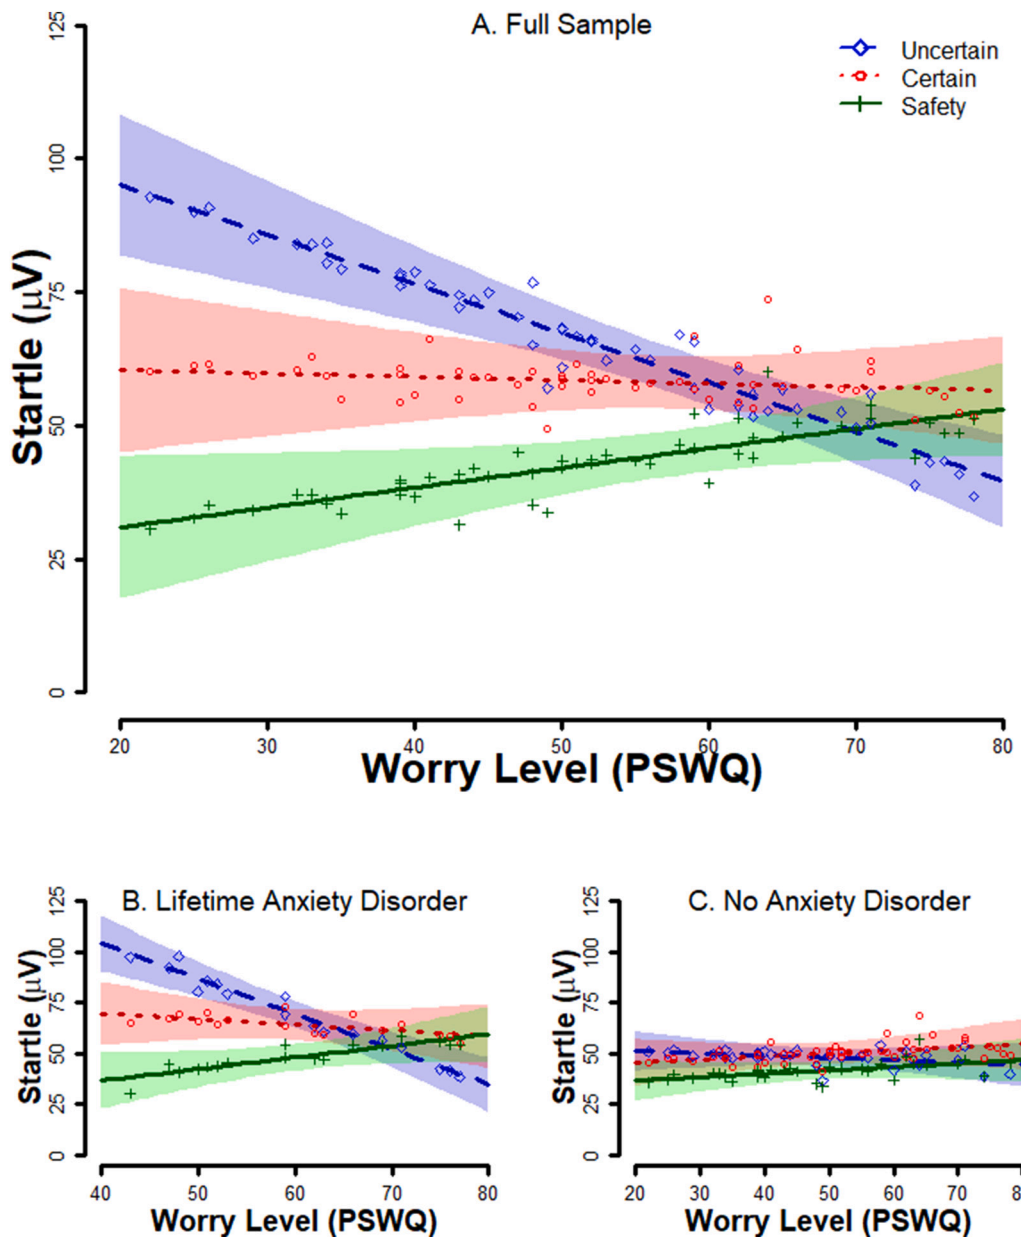 A. Full Sample
Uncertain
Certain
Safety
Startle (μV)
125
100
75
50
25
0
20 30 40 50 60 70 80
Worry Level (PSWQ)
B. Lifetime Anxiety Disorder
Startle (μV)
125
100
75
50
25
0
40 50 60 70 80
Worry Level (PSWQ)
C. No Anxiety Disorder
Startle (μV)
125
100
75
50
25
0
20 30 40 50 60 70 80
Worry Level (PSWQ)